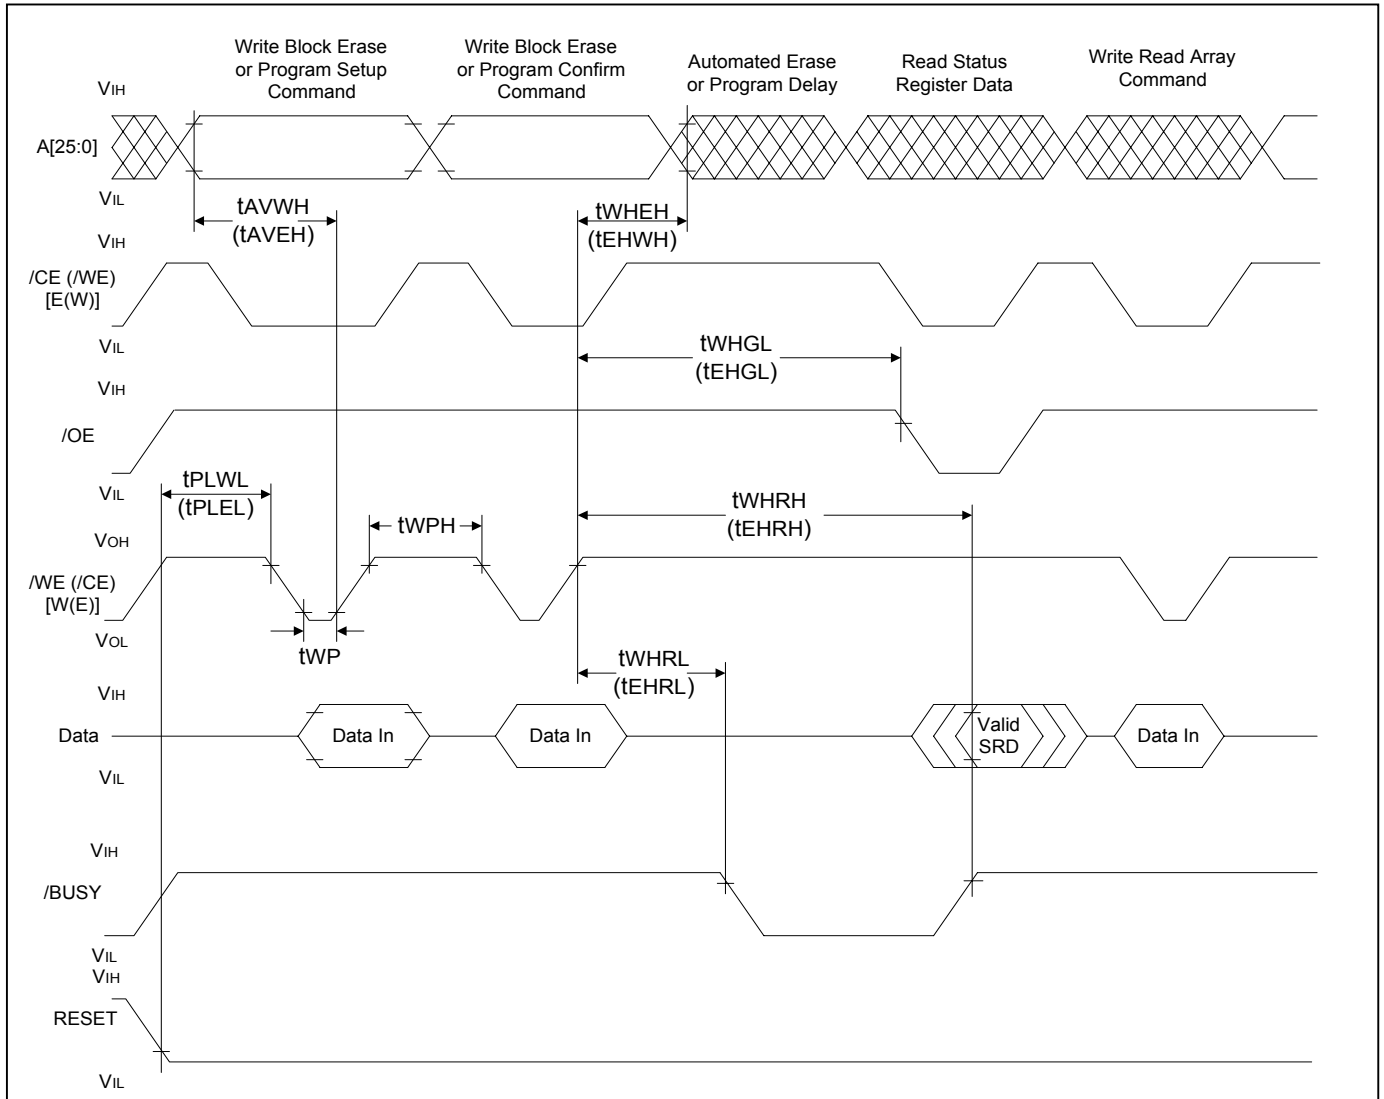 Write Block Erase
or Program Setup
Command
Write Block Erase
or Program Confirm
Command
Automated Erase
or Program Delay
Read Status
Register Data
Write Read Array
Command
VIH
A[25:0]
VIL
tAVWH
(tAVEH)
tWHEH
(tEHWH)
VIH
/CE (/WE)
[E(W)]
VIL
tWHGL
(tEHGL)
VIH
/OE
VIL
tPLWL
(tPLEL)
tWPH
tWHRH
(tEHRH)
VOH
/WE (/CE)
[W(E)]
VOL
tWP
tWHRL
(tEHRL)
VIH
Data
Data In
Data In
Valid
SRD
Data In
VIL
VIH
/BUSY
VIL
VIH
RESET
VIL